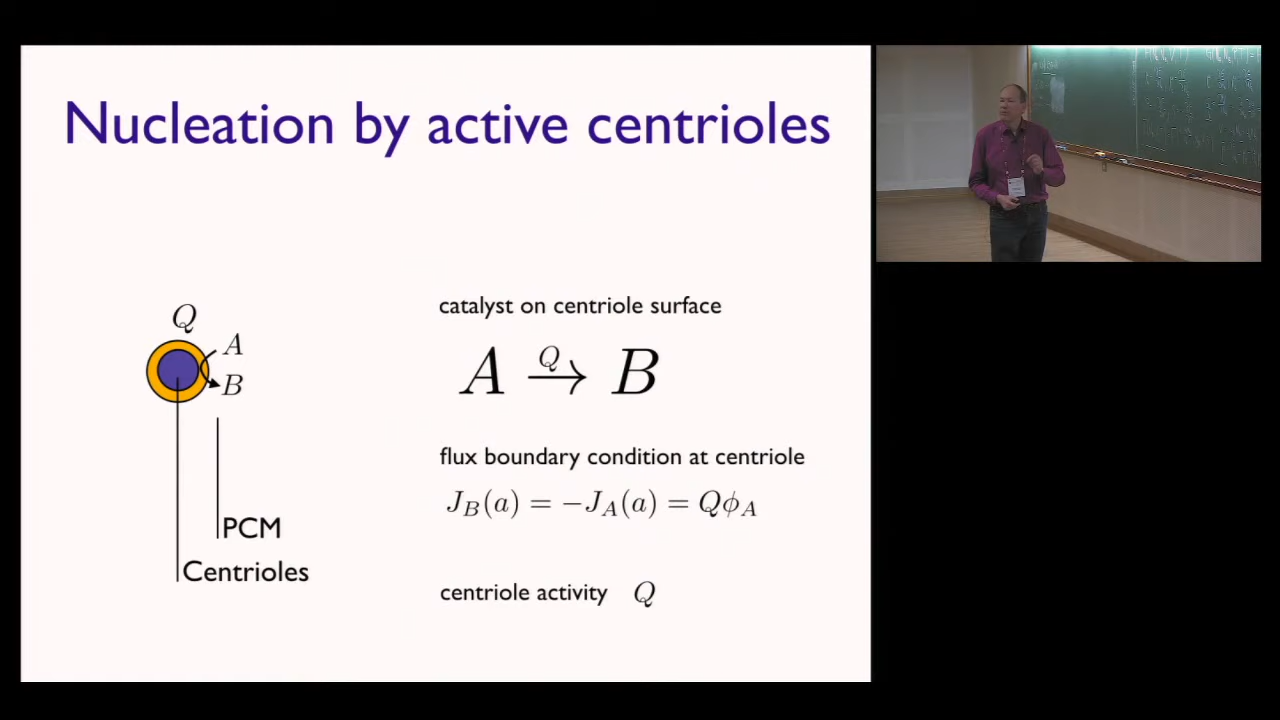 Nucleation by active centrioles
Q
A
B
PCM
Centrioles
catalyst on centriole surface
A \xrightarrow{Q} B
flux boundary condition at centriole
J_B(a) = −J_A(a) = Qϕ_A
centriole activity Q